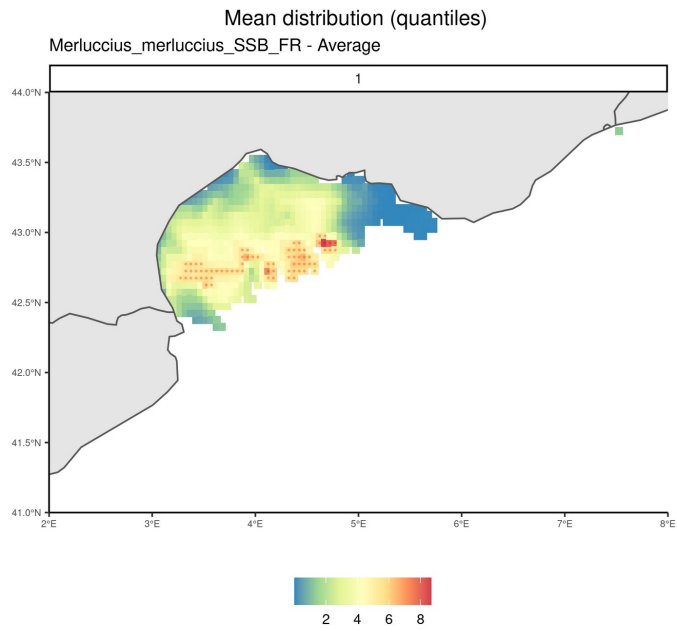 Mean distribution (quantiles)
Merluccius_merluccius_SSB_FR - Average
1
44.0°N
43.5°N
43.0°N
42.5°N
42.0°N
41.5°N
41.0°N
2°E 3°E 4°E 5°E 6°E 7°E 8°E
2 4 6 8